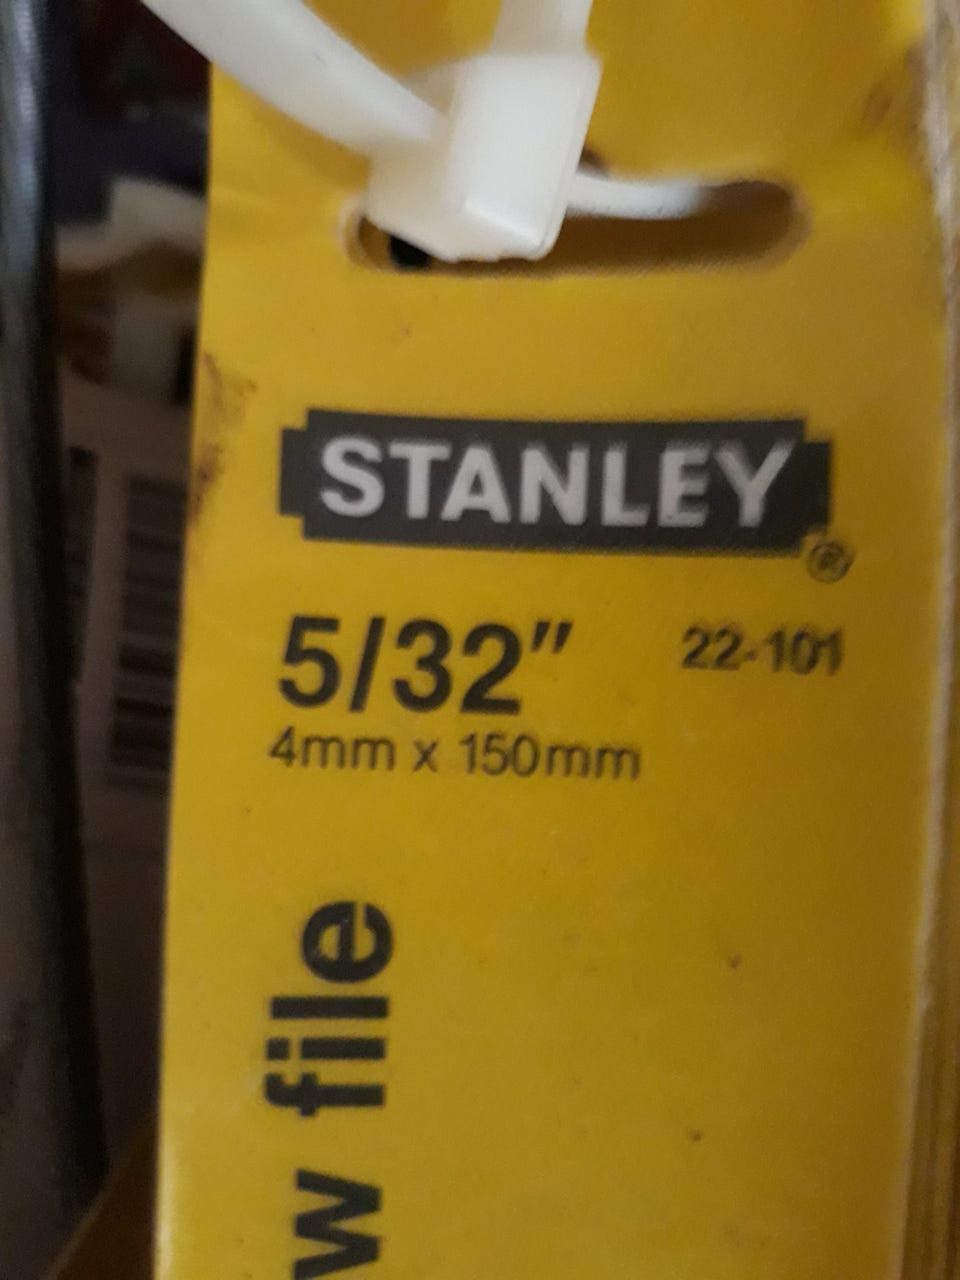 STANLEY
®
5/32" 22-101
4mm x 150mm
w file